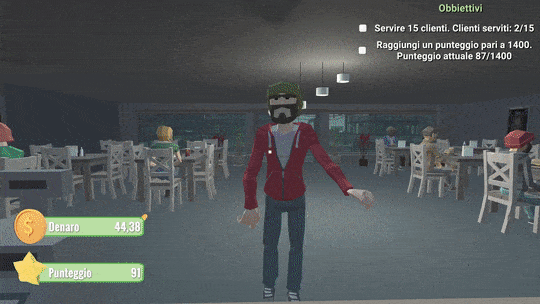 Obbiettivi
Servire 15 clienti. Clienti serviti: 2/15
Raggiungi un punteggio pari a 1400.
Punteggio attuale 87/1400
Denaro 44,38
Punteggio 91